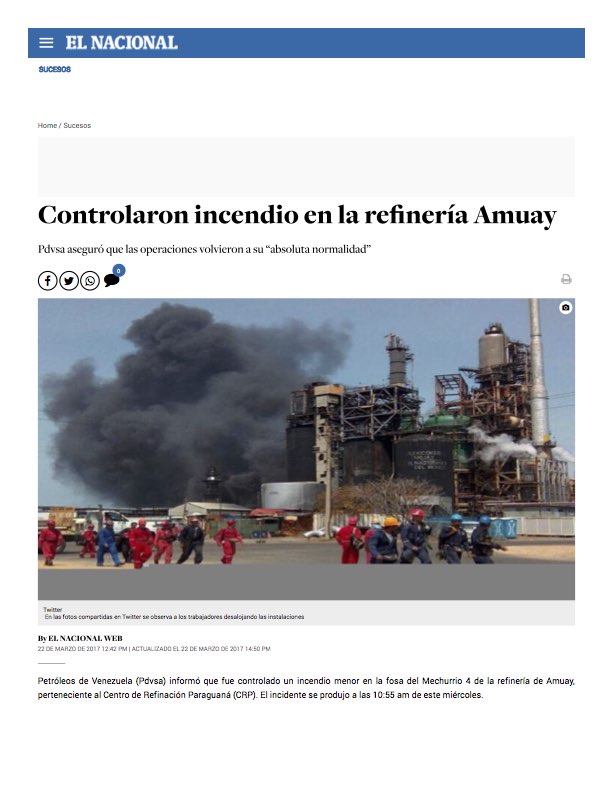 EL NACIONAL
SUCESOS
Home / Sucesos
Controlaron incendio en la refinería Amuay
Pdvsa aseguró que las operaciones volvieron a su “absoluta normalidad”
0
Twitter
En las fotos compartidas en Twitter se observa a los trabajadores desalojando las instalaciones
By EL NACIONAL WEB
22 DE MARZO DE 2017 12:42 PM | ACTUALIZADO EL 22 DE MARZO DE 2017 14:50 PM
Petróleos de Venezuela (Pdvsa) informó que fue controlado un incendio menor en la fosa del Mechurrio 4 de la refinería de Amuay,
perteneciente al Centro de Refinación Paraguaná (CRP). El incidente se produjo a las 10:55 am de este miércoles.